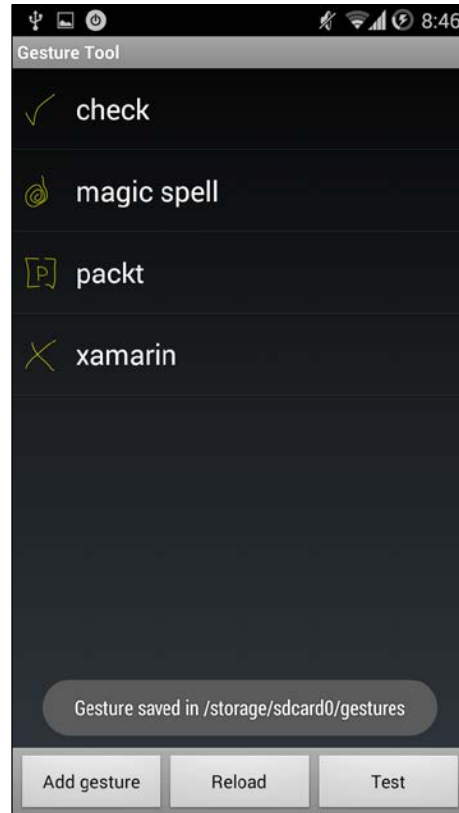 8:46
Gesture Tool
check
magic spell
P packt
xamarin
Gesture saved in /storage/sdcard0/gestures
Add gesture Reload Test